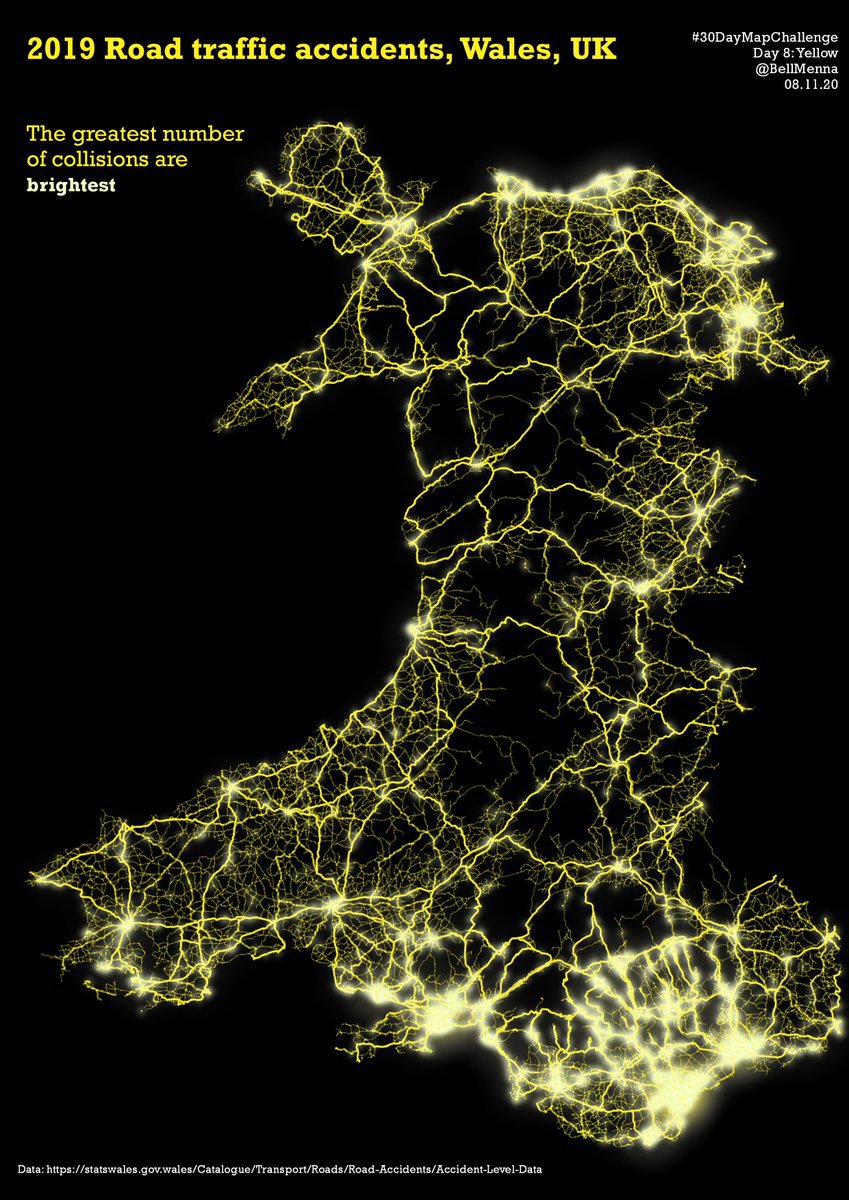 2019 Road traffic accidents, Wales, UK
#30DayMapChallenge
Day 8: Yellow
@BellMenna
08.11.20
The greatest number
of collisions are
brightest
Data: https://statswales.gov.wales/Catalogue/Transport/Roads/Road-Accidents/Accident-Level-Data